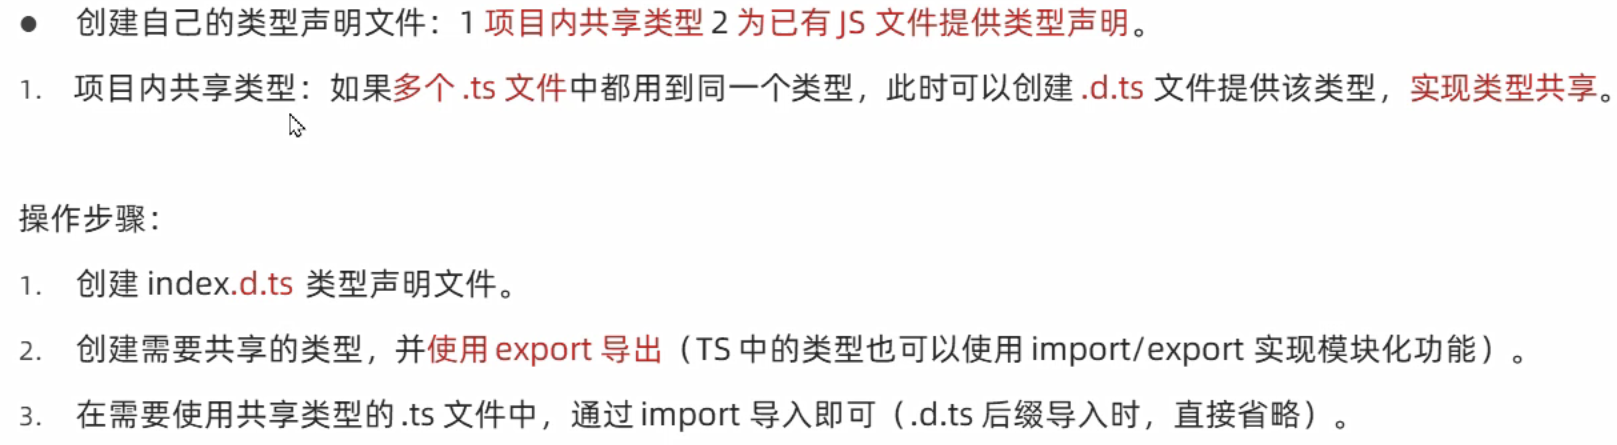 ● 创建自己的类型声明文件：1 项目内共享类型 2 为已有 JS 文件提供类型声明。
1. 项目内共享类型：如果多个 .ts 文件中都用到同一个类型，此时可以创建 .d.ts 文件提供该类型，实现类型共享。
操作步骤：
1. 创建 index.d.ts 类型声明文件。
2. 创建需要共享的类型，并使用 export 导出（TS 中的类型也可以使用 import/export 实现模块化功能）。
3. 在需要使用共享类型的 .ts 文件中，通过 import 导入即可（.d.ts 后缀导入时，直接省略）。